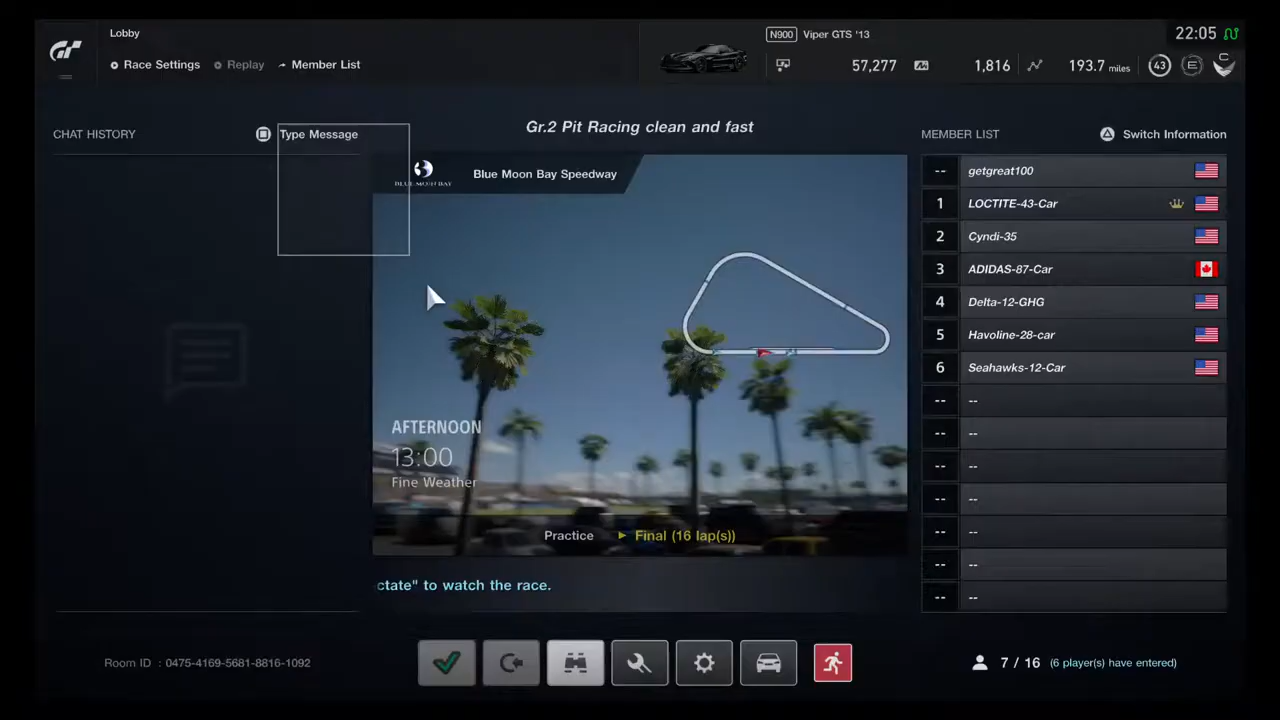 Lobby
Race Settings
Replay
Member List
N900 Viper GTS '13
57,277
1,816
193.7 miles
22:05
43
E
C
CHAT HISTORY
Type Message
Gr.2 Pit Racing clean and fast
BLUE MOON BAY
Blue Moon Bay Speedway
AFTERNOON
13:00
Fine Weather
Practice
Final (16 lap(s))
ctate" to watch the race.
MEMBER LIST
Switch Information
-- getgreat100
1 LOCTITE-43-Car
2 Cyndi-35
3 ADIDAS-87-Car
4 Delta-12-GHG
5 Havoline-28-car
6 Seahawks-12-Car
-- --
-- --
-- --
-- --
-- --
-- --
-- --
Room ID : 0475-4169-5681-8816-1092
7 / 16 (6 player(s) have entered)